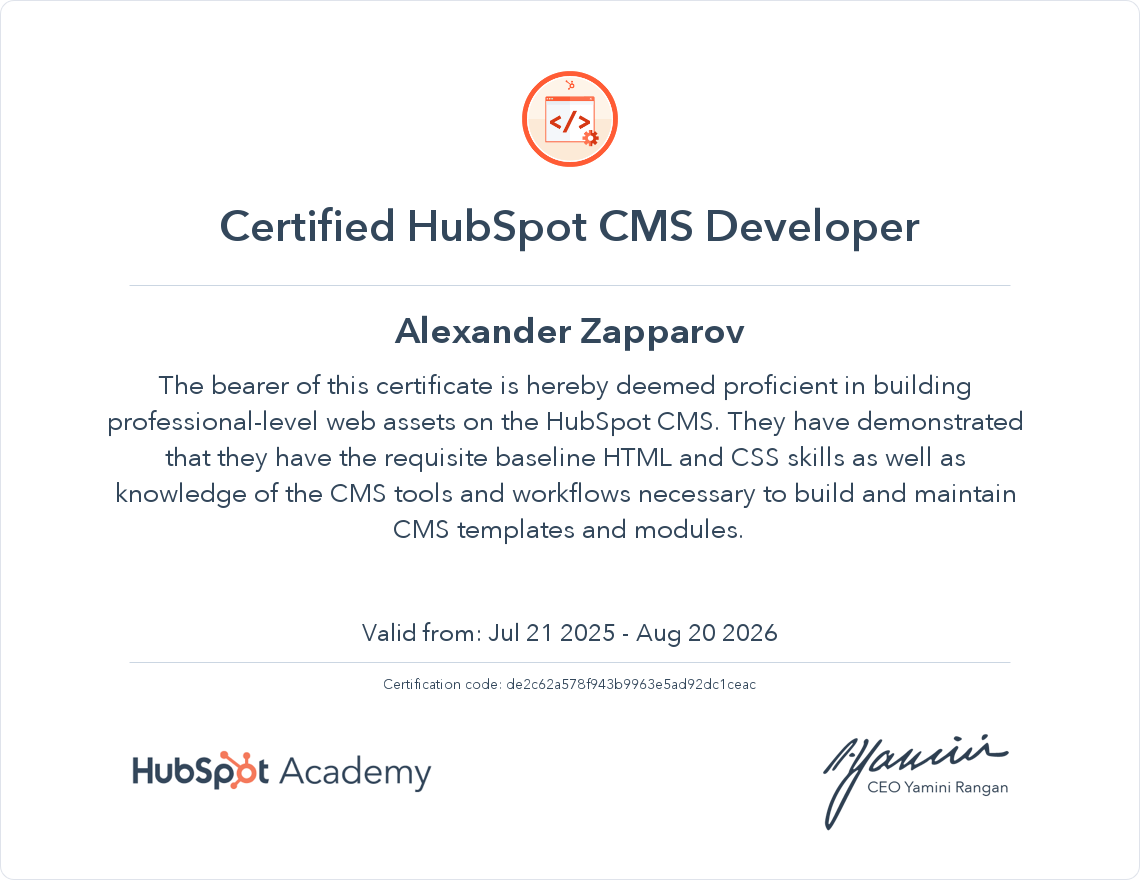 </>
Certified HubSpot CMS Developer
Alexander Zapparov
The bearer of this certificate is hereby deemed proficient in building
professional-level web assets on the HubSpot CMS. They have demonstrated
that they have the requisite baseline HTML and CSS skills as well as
knowledge of the CMS tools and workflows necessary to build and maintain
CMS templates and modules.
Valid from: Jul 21 2025 - Aug 20 2026
Certification code: de2c62a578f943b9963e5ad92dc1ceac
HubSpot Academy
CEO Yamini Rangan